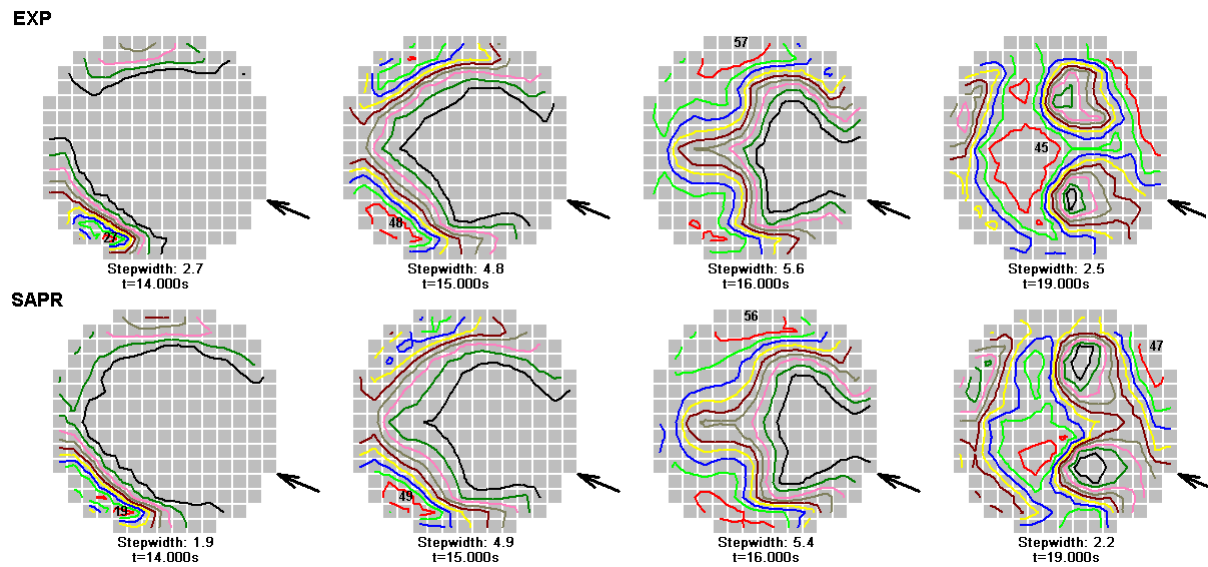 EXP
57
45
27
48
Stepwidth: 2.7
t=14.000s
Stepwidth: 4.8
t=15.000s
Stepwidth: 5.6
t=16.000s
Stepwidth: 2.5
t=19.000s
SAPR
56
47
19
49
Stepwidth: 1.9
t=14.000s
Stepwidth: 4.9
t=15.000s
Stepwidth: 5.4
t=16.000s
Stepwidth: 2.2
t=19.000s